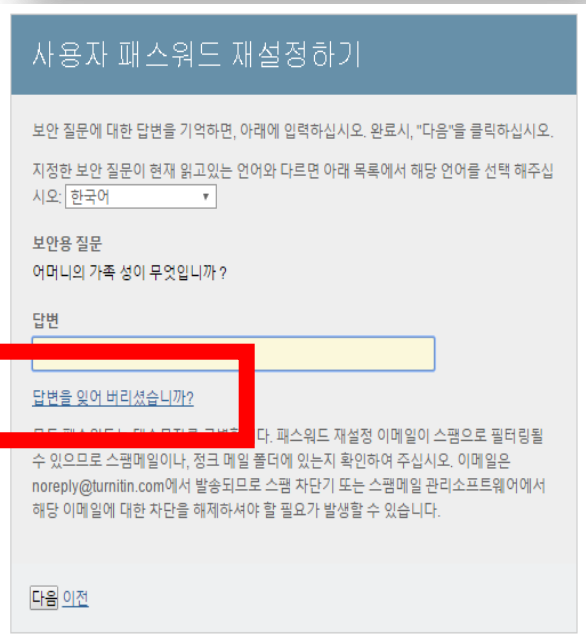 사용자 패스워드 재설정하기
보안 질문에 대한 답변을 기억하면, 아래에 입력하십시오. 완료시, "다음"을 클릭하십시오.
지정한 보안 질문이 현재 읽고있는 언어와 다르면 아래 목록에서 해당 언어를 선택 해주십
시오: 한국어
보안용 질문
어머니의 가족 성이 무엇입니까?
답변
답변을 잊어 버리셨습니까?
다. 패스워드 재설정 이메일이 스팸으로 필터링될
수 있으므로 스팸메일이나, 정크 메일 폴더에 있는지 확인하여 주십시오. 이메일은
noreply@turnitin.com에서 발송되므로 스팸 차단기 또는 스팸메일 관리소프트웨어에서
해당 이메일에 대한 차단을 해제하셔야 할 필요가 발생할 수 있습니다.
다음 이전